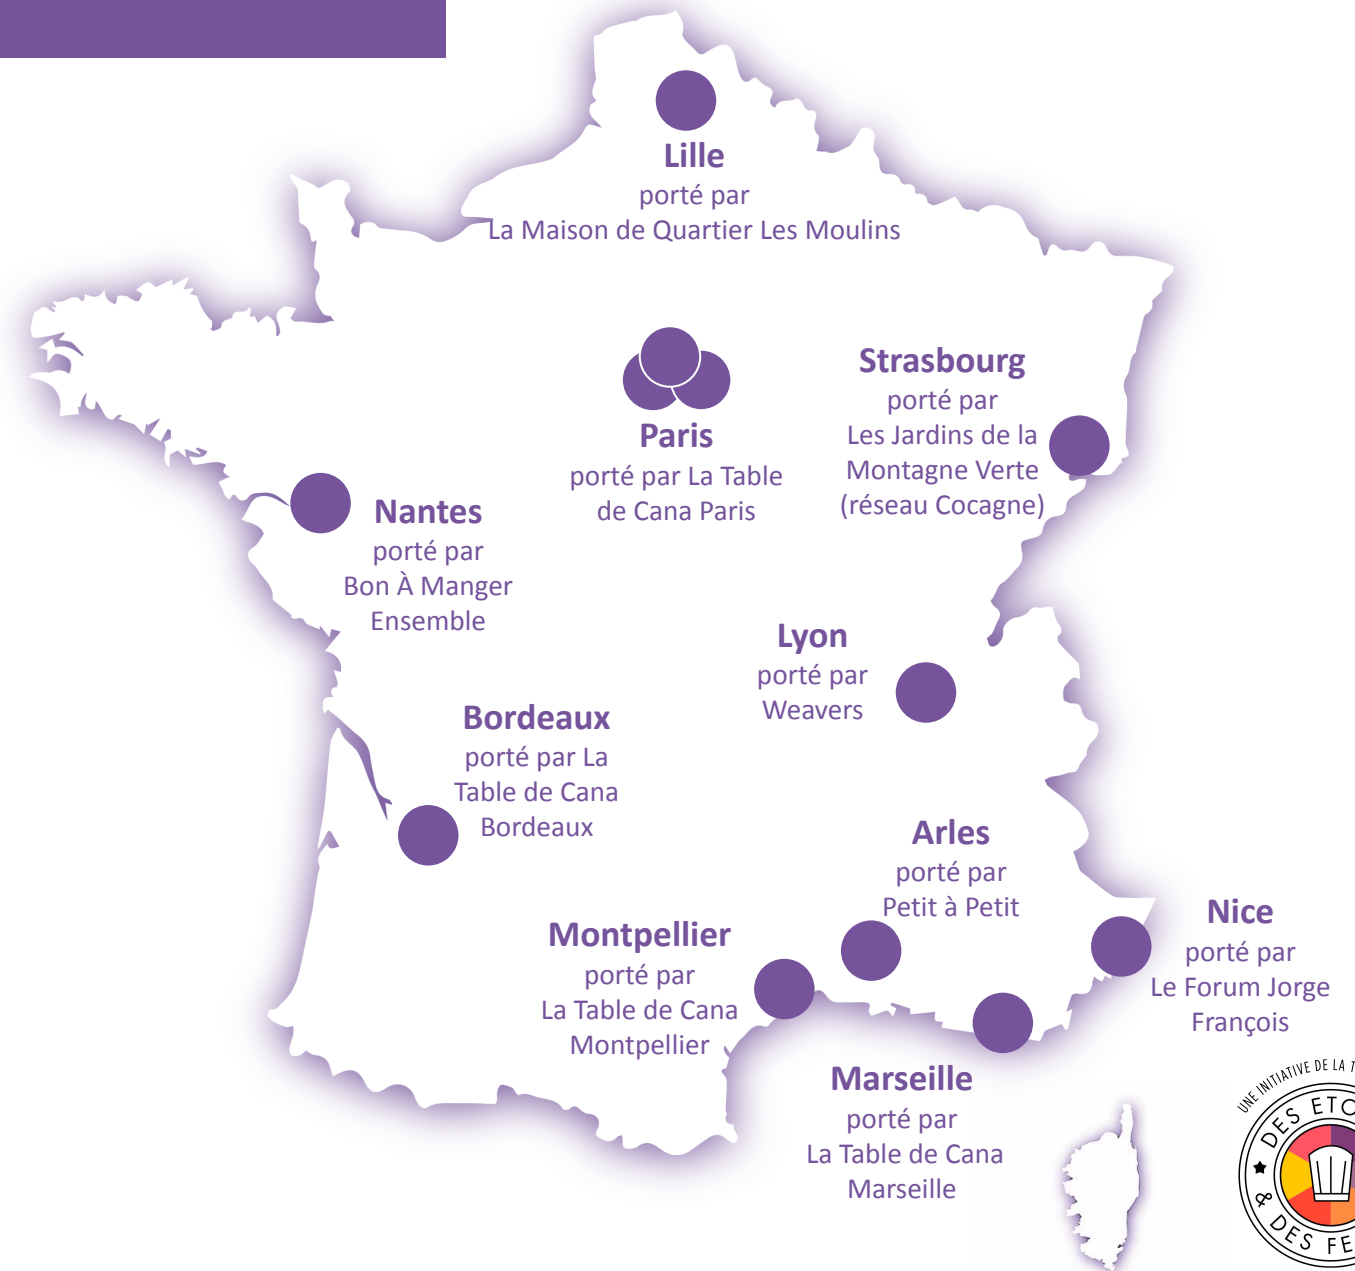 Lille
porté par
La Maison de Quartier Les Moulins
Paris
porté par La Table
de Cana Paris
Strasbourg
porté par
Les Jardins de la
Montagne Verte
(réseau Cocagne)
Nantes
porté par
Bon À Manger
Ensemble
Lyon
porté par
Weavers
Bordeaux
porté par La
Table de Cana
Bordeaux
Arles
porté par
Petit à Petit
Nice
porté par
Le Forum Jorge
François
Montpellier
porté par
La Table de Cana
Montpellier
Marseille
porté par
La Table de Cana
Marseille
UNE INITIATIVE DE LA
DES
& DES